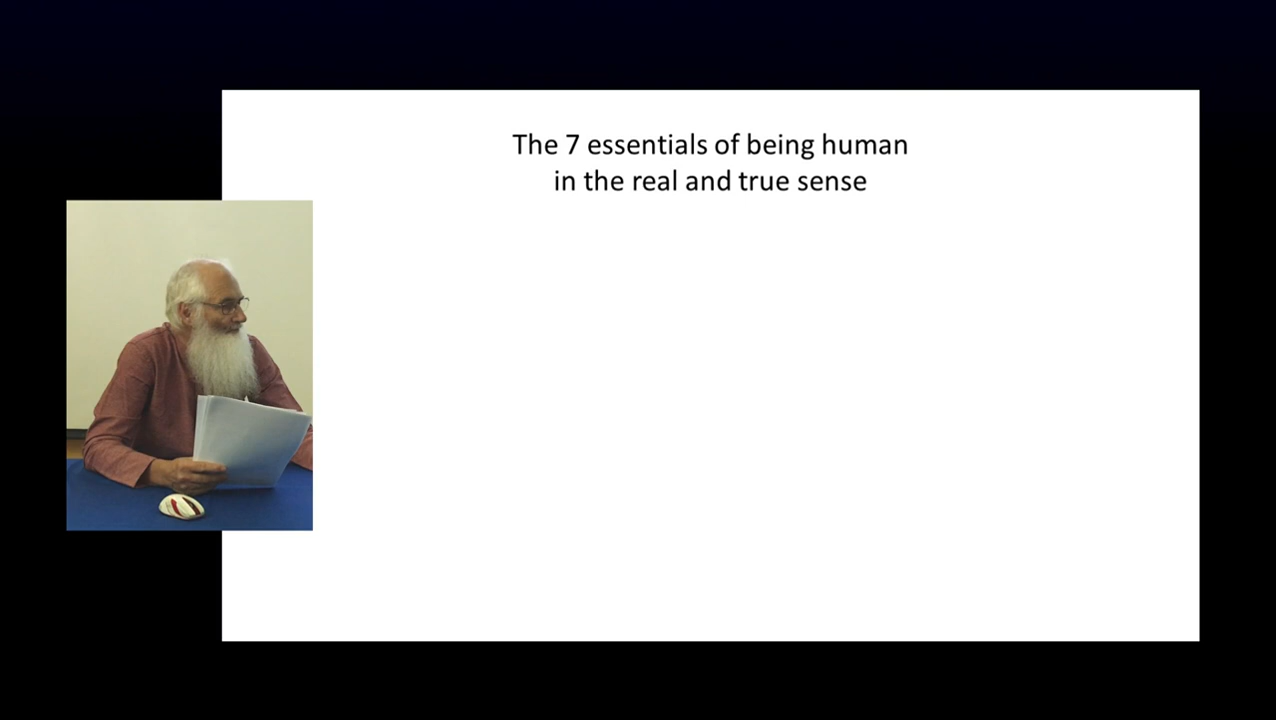 The 7 essentials of being human
in the real and true sense